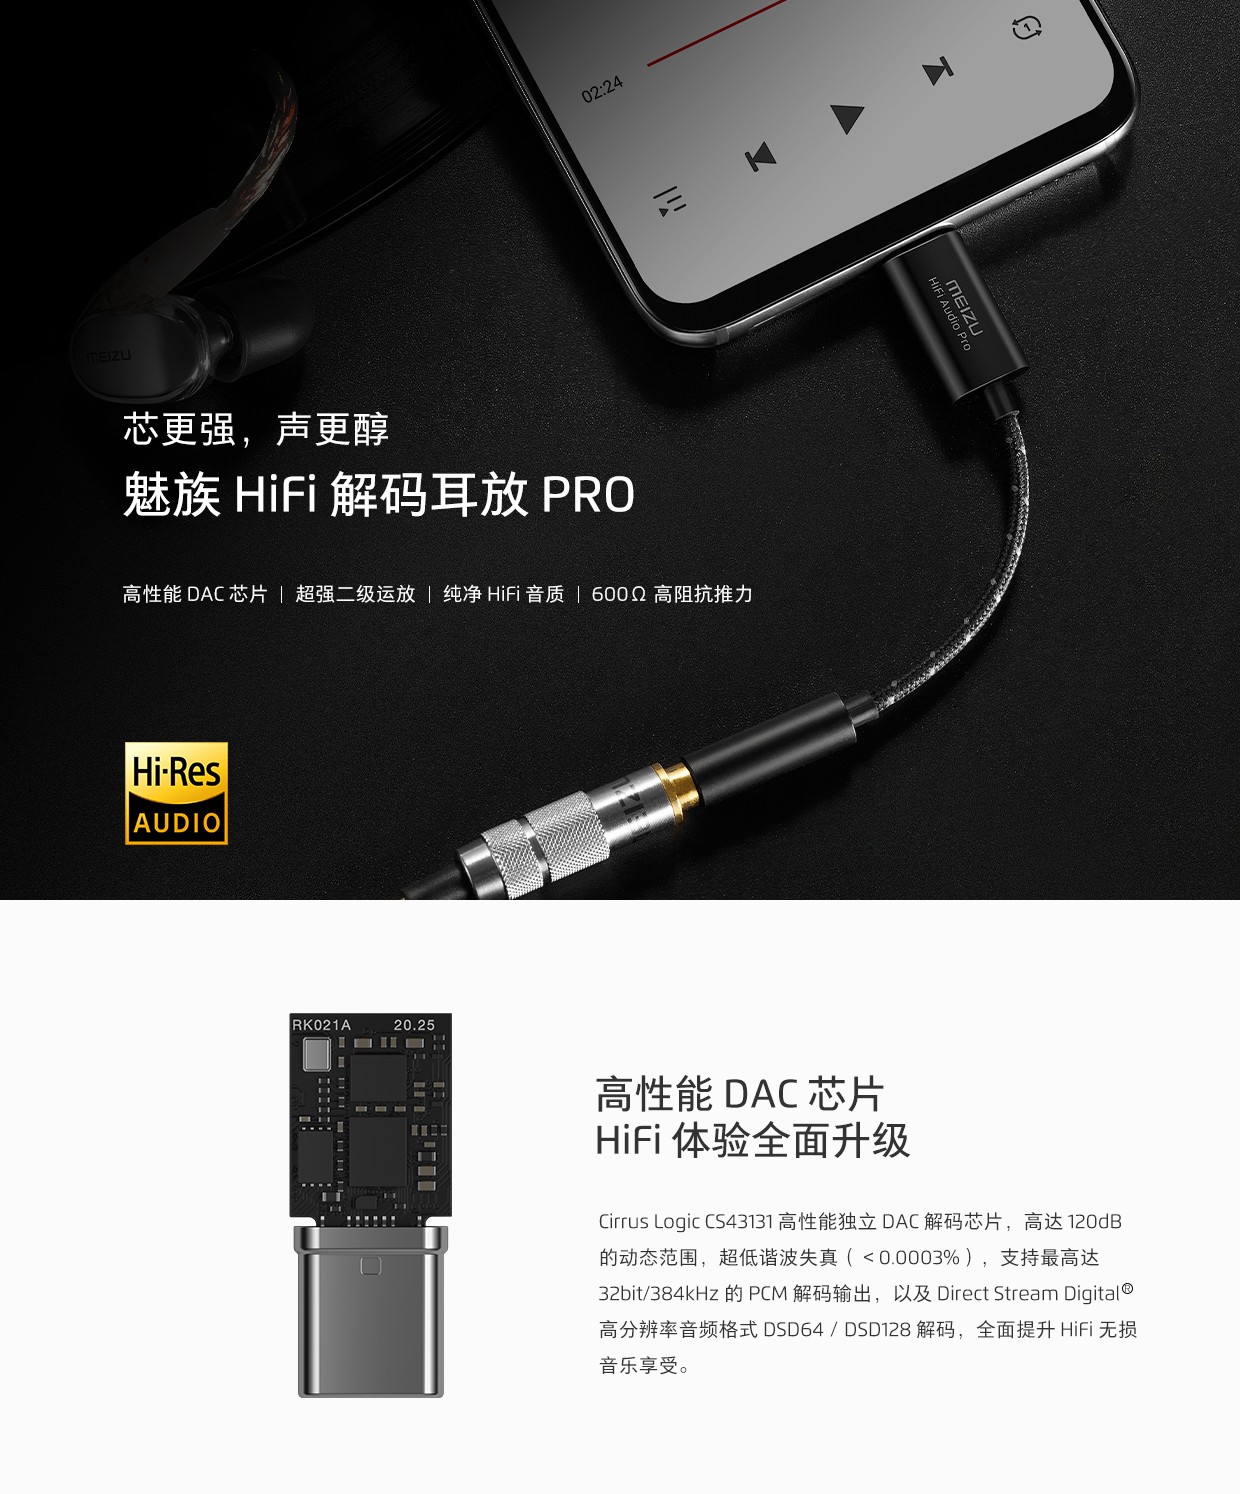 02:24
MEIZU
HiFi Audio Pro
MEIZU
芯更强，声更醇
魅族 HiFi 解码耳放 PRO
高性能 DAC 芯片 | 超强二级运放 | 纯净 HiFi 音质 | 600Ω 高阻抗推力
Hi-Res
AUDIO
RK021A 20.25
高性能 DAC 芯片
HiFi 体验全面升级
Cirrus Logic CS43131 高性能独立 DAC 解码芯片，高达 120dB
的动态范围，超低谐波失真（ < 0.0003% ），支持最高达
32bit/384kHz 的 PCM 解码输出，以及 Direct Stream Digital®
高分辨率音频格式 DSD64 / DSD128 解码，全面提升 HiFi 无损
音乐享受。